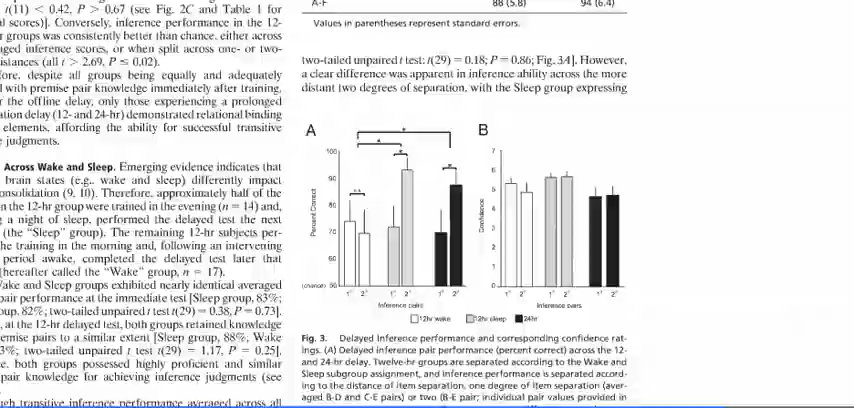 t(11) < 0.42, P > 0.67 (see Fig. 2C and Table 1 for
al scores)]. Conversely, inference performance in the 12-
r groups was consistently better than chance, either across
aged inference scores, or when split across one- or two-
istances (all t > 2.69, P ≤ 0.02).
fore, despite all groups being equally and adequately
d with premise pair knowledge immediately after training,
r the offline delay, only those experiencing a prolonged
ation delay (12- and 24-hr) demonstrated relational binding
elements, affording the ability for successful transitive
e judgments.
Across Wake and Sleep. Emerging evidence indicates that
brain states (e.g., wake and sleep) differently impact
onsolidation (9, 10). Therefore, approximately half of the
n the 12-hr group were trained in the evening (n = 14) and,
g a night of sleep, performed the delayed test the next
(the “Sleep” group). The remaining 12-hr subjects per-
he training in the morning and, following an intervening
period awake, completed the delayed test later that
(hereafter called the “Wake” group, n = 17).
Wake and Sleep groups exhibited nearly identical averaged
pair performance at the immediate test [Sleep group, 83%;
oup, 82%; two-tailed unpaired t test t(29) = 0.38, P = 0.73].
, at the 12-hr delayed test, both groups retained knowledge
emise pairs to a similar extent [Sleep group, 88%, Wake
3%; two-tailed unpaired t test t(29) = 1.17, P = 0.25].
e, both groups possessed highly proficient and similar
pair knowledge for achieving inference judgments (see
ugh transitive inference performance averaged across all
A-F 88 (5.8) 94 (6.4)
Values in parentheses represent standard errors.
two-tailed unpaired t test: t(29) = 0.18; P = 0.86; Fig. 3A]. However,
a clear difference was apparent in inference ability across the more
distant two degrees of separation, with the Sleep group expressing
A
Percent Correct
100
90
80
70
60
(chance) 50
* * * *
1° 2° 1° 2° 1° 2°
Inference pairs
B
Confidence
7
6
5
4
3
2
1
0
1° 2° 1° 2° 1° 2°
Inference pairs
12hr wake 12hr sleep 24hr
Fig. 3. Delayed inference performance and corresponding confidence rat-
ings. (A) Delayed inference pair performance (percent correct) across the 12-
and 24-hr delay. Twelve-hr groups are separated according to the Wake and
Sleep subgroup assignment, and inference performance is separated accord-
ing to the distance of item separation, one degree of item separation (aver-
aged B-D and C-E pairs) or two (B-E pair; individual pair values provided in